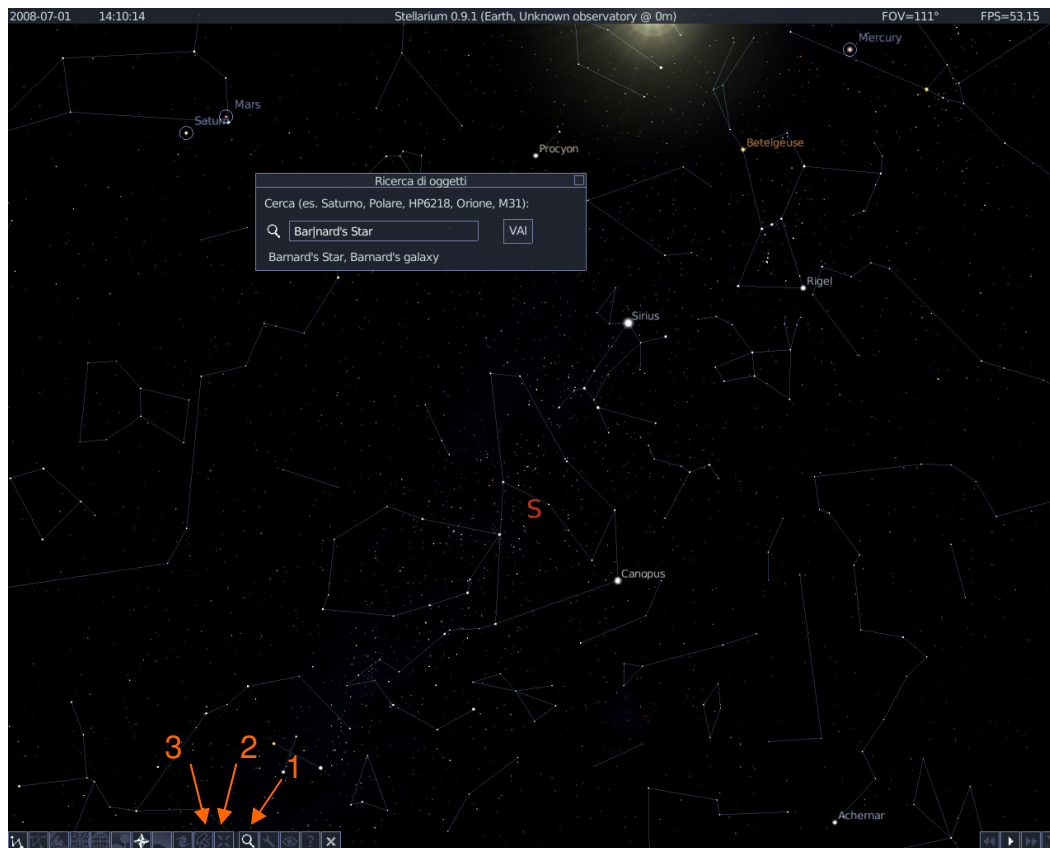 2008-07-01 14:10:14 Stellarium 0.9.1 (Earth, Unknown observatory @ 0m) FOV=111° FPS=53.15
Mercury
Mars
Saturn
Procyon
Betelgeuse
Ricerca di oggetti
Cerca (es. Saturno, Polare, HP6218, Orione, M31):
Barnard's Star VAI
Barnard's Star, Barnard's galaxy
Rigel
Sirius
S
Canopus
3 2 1
Achernar
?